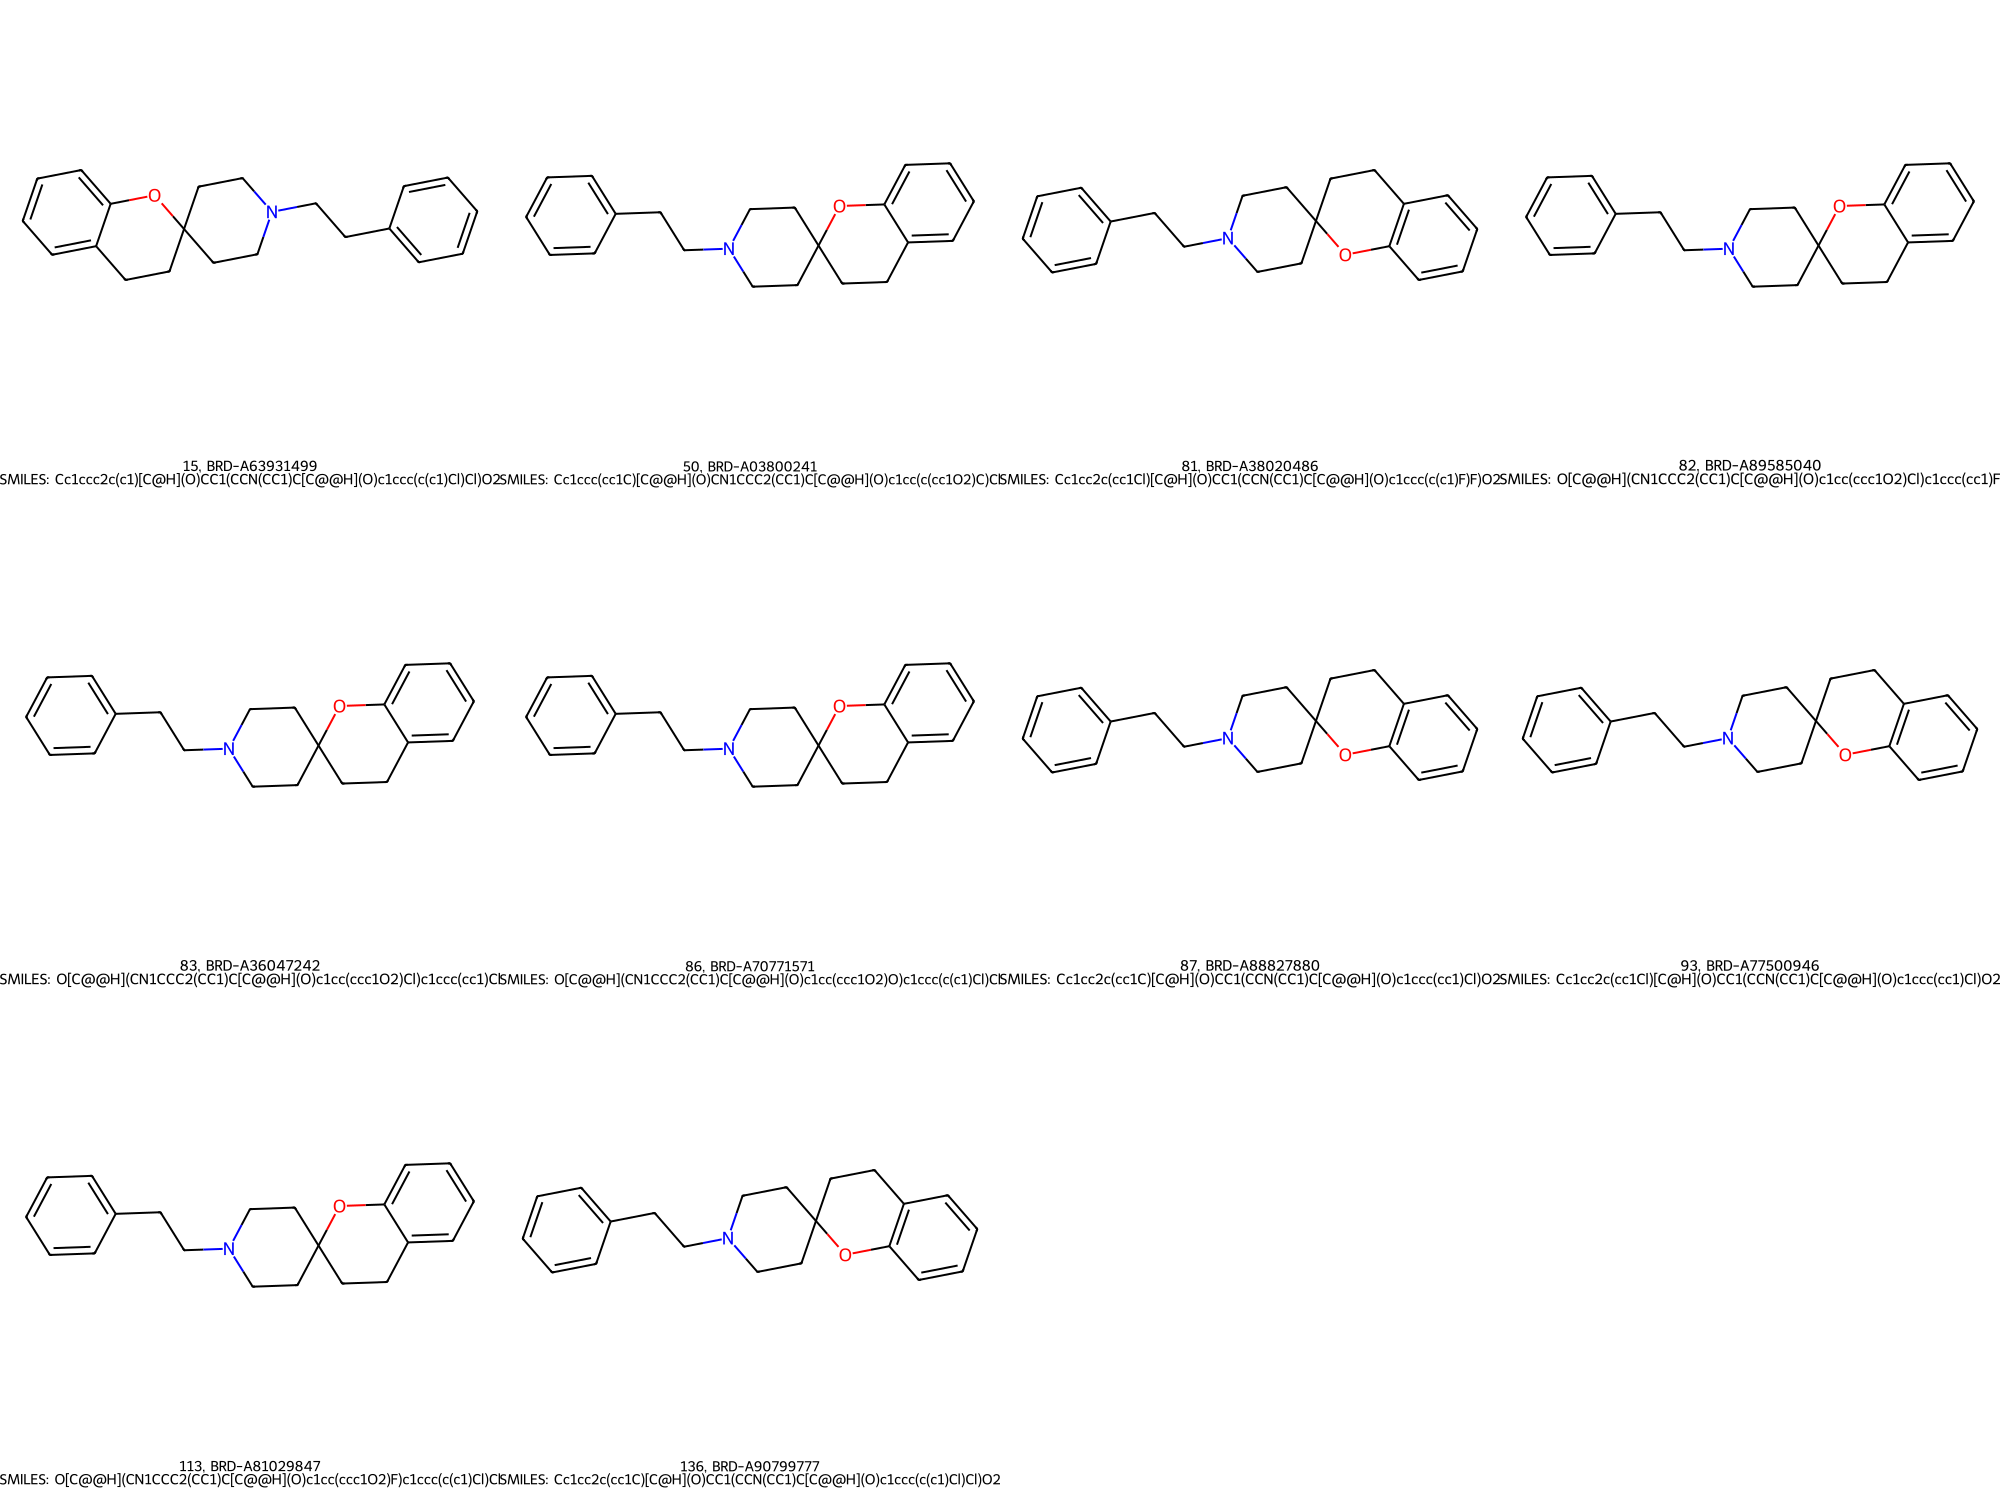 O N
N O
N O
N O
15, BRD-A63931499
SMILES: Cc1ccc2c(c1)[C@H](O)CC1(CCN(CC1)C[C@@H](O)c1ccc(c(c1)Cl)Cl)O2
50, BRD-A03800241
SMILES: Cc1ccc(cc1C)[C@@H](O)CN1CCC2(CC1)C[C@@H](O)c1cc(c(cc1O2)C)Cl
81, BRD-A38020486
SMILES: Cc1cc2c(cc1Cl)[C@H](O)CC1(CCN(CC1)C[C@@H](O)c1ccc(c(c1)F)F)O2
82, BRD-A89585040
SMILES: O[C@@H](CN1CCC2(CC1)C[C@@H](O)c1cc(ccc1O2)Cl)c1ccc(cc1)F
N O
N O
N O
N O
83, BRD-A36047242
SMILES: O[C@@H](CN1CCC2(CC1)C[C@@H](O)c1cc(ccc1O2)Cl)c1ccc(cc1)Cl
86, BRD-A70771571
SMILES: O[C@@H](CN1CCC2(CC1)C[C@@H](O)c1cc(ccc1O2)O)c1ccc(c(c1)Cl)Cl
87, BRD-A88827880
SMILES: Cc1cc2c(cc1C)[C@H](O)CC1(CCN(CC1)C[C@@H](O)c1ccc(cc1)Cl)O2
93, BRD-A77500946
SMILES: Cc1cc2c(cc1Cl)[C@H](O)CC1(CCN(CC1)C[C@@H](O)c1ccc(cc1)Cl)O2
N O
N O
113, BRD-A81029847
SMILES: O[C@@H](CN1CCC2(CC1)C[C@@H](O)c1cc(ccc1O2)F)c1ccc(c(c1)Cl)Cl
136, BRD-A90799777
SMILES: Cc1cc2c(cc1C)[C@H](O)CC1(CCN(CC1)C[C@@H](O)c1ccc(c(c1)Cl)Cl)O2